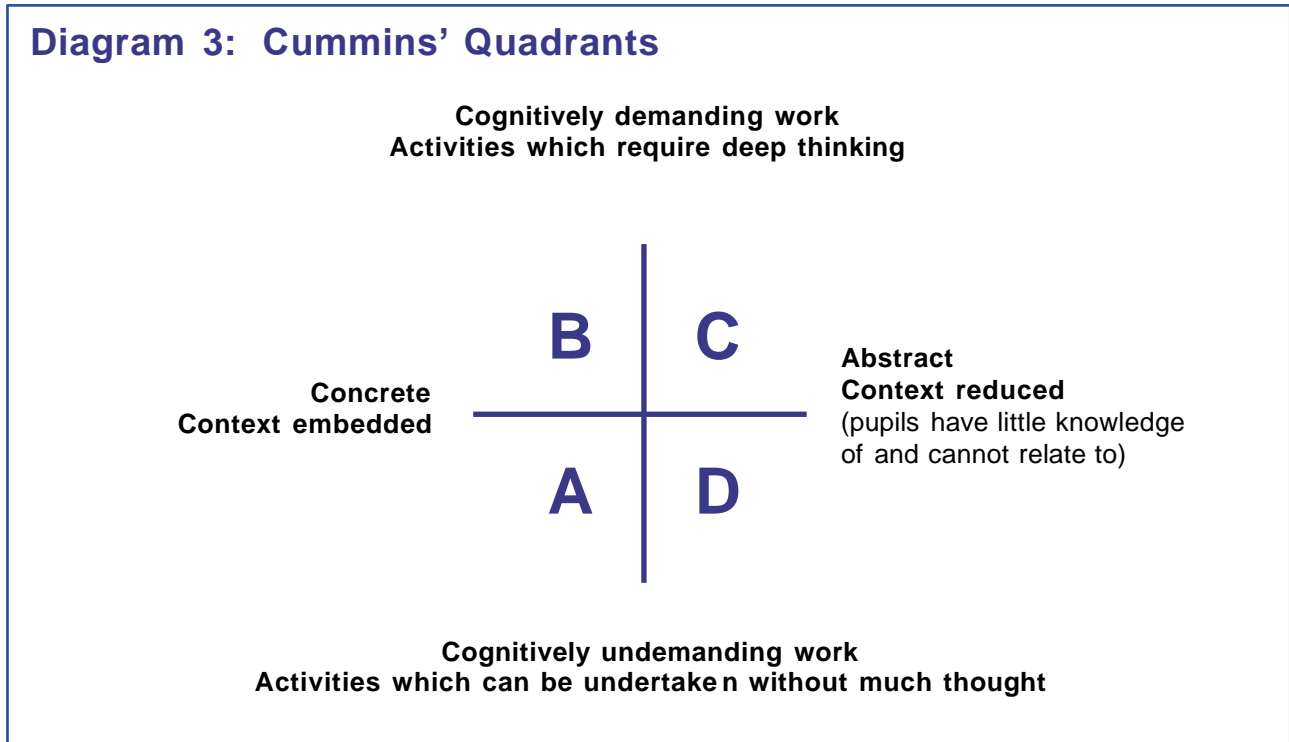 Diagram 3: Cummins’ Quadrants
Cognitively demanding work
Activities which require deep thinking
B
C
Concrete
Context embedded
Abstract
Context reduced
(pupils have little knowledge
of and cannot relate to)
A
D
Cognitively undemanding work
Activities which can be undertaken without much thought